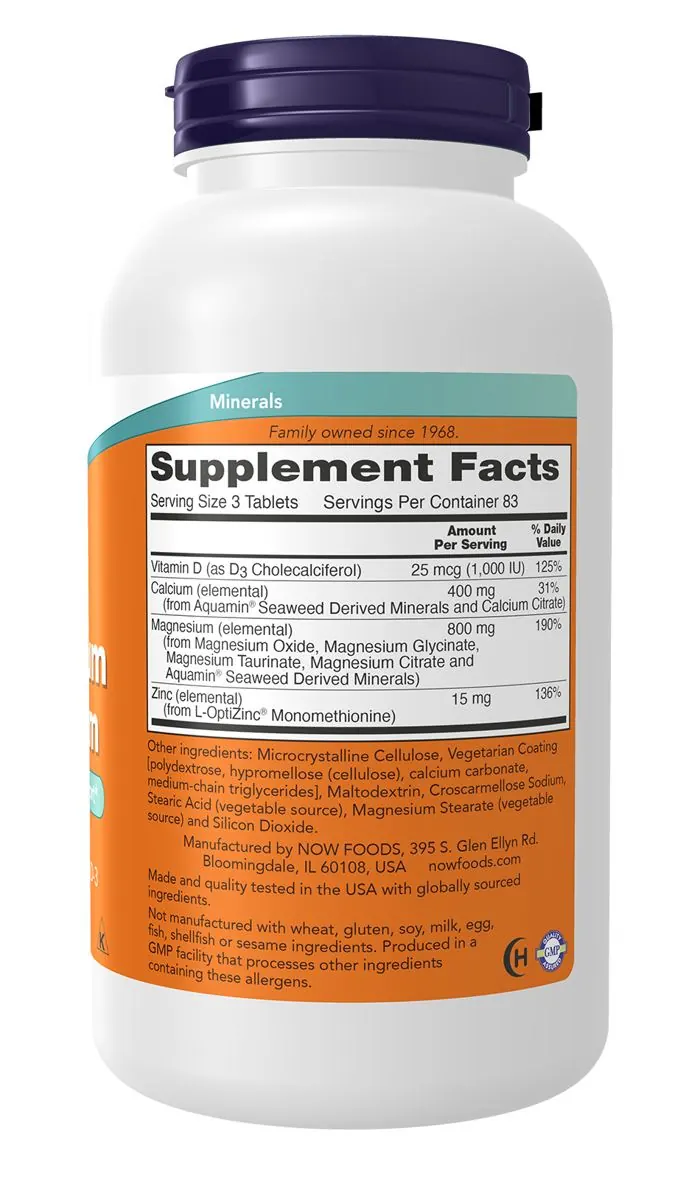 Minerals
Family owned since 1968.
Supplement Facts
Serving Size 3 Tablets Servings Per Container 83
Amount Per Serving % Daily Value
Vitamin D (as D3 Cholecalciferol) 25 mcg (1,000 IU) 125%
Calcium (elemental) 400 mg 31%
(from Aquamin® Seaweed Derived Minerals and Calcium Citrate)
Magnesium (elemental) 800 mg 190%
(from Magnesium Oxide, Magnesium Glycinate,
Magnesium Taurinate, Magnesium Citrate and
Aquamin® Seaweed Derived Minerals)
Zinc (elemental) 15 mg 136%
(from L-OptiZinc® Monomethionine)
Other ingredients: Microcrystalline Cellulose, Vegetarian Coating
[polydextrose, hypromellose (cellulose), calcium carbonate,
medium-chain triglycerides], Maltodextrin, Croscarmellose Sodium,
Stearic Acid (vegetable source), Magnesium Stearate (vegetable
source) and Silicon Dioxide.
Manufactured by NOW FOODS, 395 S. Glen Ellyn Rd.
Bloomingdale, IL 60108, USA nowfoods.com
Made and quality tested in the USA with globally sourced
ingredients.
Not manufactured with wheat, gluten, soy, milk, egg,
fish, shellfish or sesame ingredients. Produced in a
GMP facility that processes other ingredients
containing these allergens.
K
H
QUALITY
GMP
ASSURED